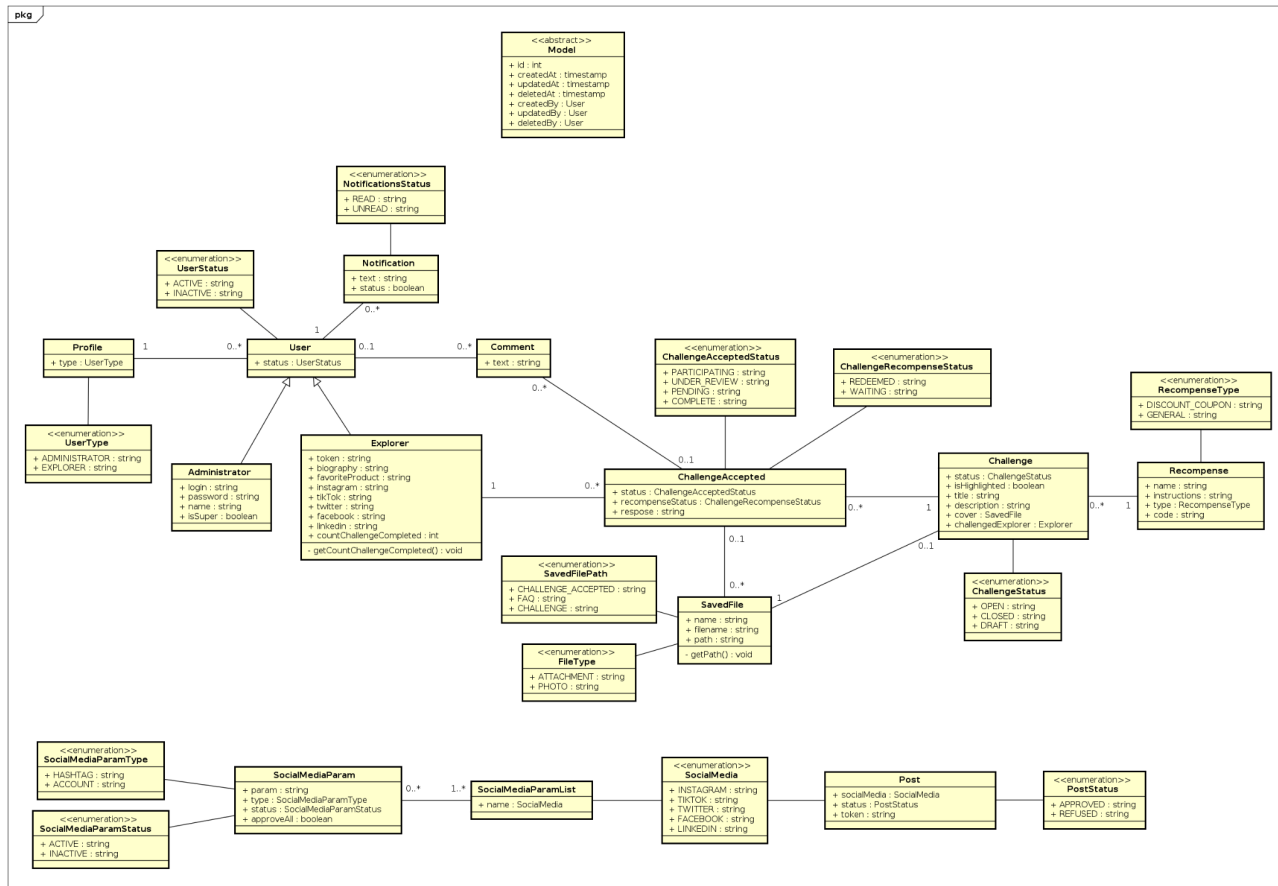 pkg
<<abstract>>
Model
+ id : int
+ createdAt : timestamp
+ updatedAt : timestamp
+ deletedAt : timestamp
+ createdBy : User
+ updatedBy : User
+ deletedBy : User
<<enumeration>>
NotificationsStatus
+ READ : string
+ UNREAD : string
<<enumeration>>
UserStatus
+ ACTIVE : string
+ INACTIVE : string
Notification
+ text : string
+ status : boolean
0..*
1
Profile
+ type : UserType
1
0..*
User
+ status : UserStatus
0..1
0..*
Comment
+ text : string
0..*
0..1
<<enumeration>>
ChallengeAcceptedStatus
+ PARTICIPATING : string
+ UNDER_REVIEW : string
+ PENDING : string
+ COMPLETE : string
<<enumeration>>
ChallengeRecompenseStatus
+ REDEEMED : string
+ WAITING : string
<<enumeration>>
RecompenseType
+ DISCOUNT_COUPON : string
+ GENERAL : string
<<enumeration>>
UserType
+ ADMINISTRATOR : string
+ EXPLORER : string
Administrator
+ login : string
+ password : string
+ name : string
+ isSuper : boolean
Explorer
+ token : string
+ biography : string
+ favoriteProduct : string
+ instagram : string
+ tikTok : string
+ twitter : string
+ facebook : string
+ linkedin : string
+ countChallengeCompleted : int
- getCountChallengeCompleted() : void
1
0..*
ChallengeAccepted
+ status : ChallengeAcceptedStatus
+ recompenseStatus : ChallengeRecompenseStatus
+ respose : string
0..*
1
Challenge
+ status : ChallengeStatus
+ isHighlighted : boolean
+ title : string
+ description : string
+ cover : SavedFile
+ challengedExplorer : Explorer
0..*
1
Recompense
+ name : string
+ instructions : string
+ type : RecompenseType
+ code : string
0..1
0..*
0..1
1
<<enumeration>>
SavedFilePath
+ CHALLENGE_ACCEPTED : string
+ FAQ : string
+ CHALLENGE : string
SavedFile
+ name : string
+ filename : string
+ path : string
- getPath() : void
<<enumeration>>
ChallengeStatus
+ OPEN : string
+ CLOSED : string
+ DRAFT : string
<<enumeration>>
FileType
+ ATTACHMENT : string
+ PHOTO : string
<<enumeration>>
SocialMediaParamType
+ HASHTAG : string
+ ACCOUNT : string
<<enumeration>>
SocialMediaParamStatus
+ ACTIVE : string
+ INACTIVE : string
SocialMediaParam
+ param : string
+ type : SocialMediaParamType
+ status : SocialMediaParamStatus
+ approveAll : boolean
0..*
1..*
SocialMediaParamList
+ name : SocialMedia
<<enumeration>>
SocialMedia
+ INSTAGRAM : string
+ TIKTOK : string
+ TWITTER : string
+ FACEBOOK : string
+ LINKEDIN : string
Post
+ socialMedia : SocialMedia
+ status : PostStatus
+ token : string
<<enumeration>>
PostStatus
+ APPROVED : string
+ REFUSED : string